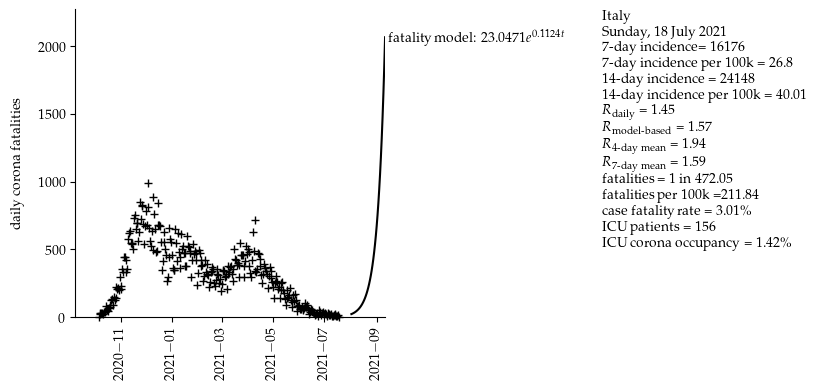 Italy
Sunday, 18 July 2021
7-day incidence= 16176
7-day incidence per 100k = 26.8
14-day incidence = 24148
14-day incidence per 100k = 40.01
R_daily = 1.45
R_model-based = 1.57
R_4-day mean = 1.94
R_7-day mean = 1.59
fatalities = 1 in 472.05
fatalities per 100k =211.84
case fatality rate = 3.01%
ICU patients = 156
ICU corona occupancy = 1.42%
fatality model: 23.0471e^0.1124t
daily corona fatalities
2000
1500
1000
500
0
2020−11
2021−01
2021−03
2021−05
2021−07
2021−09